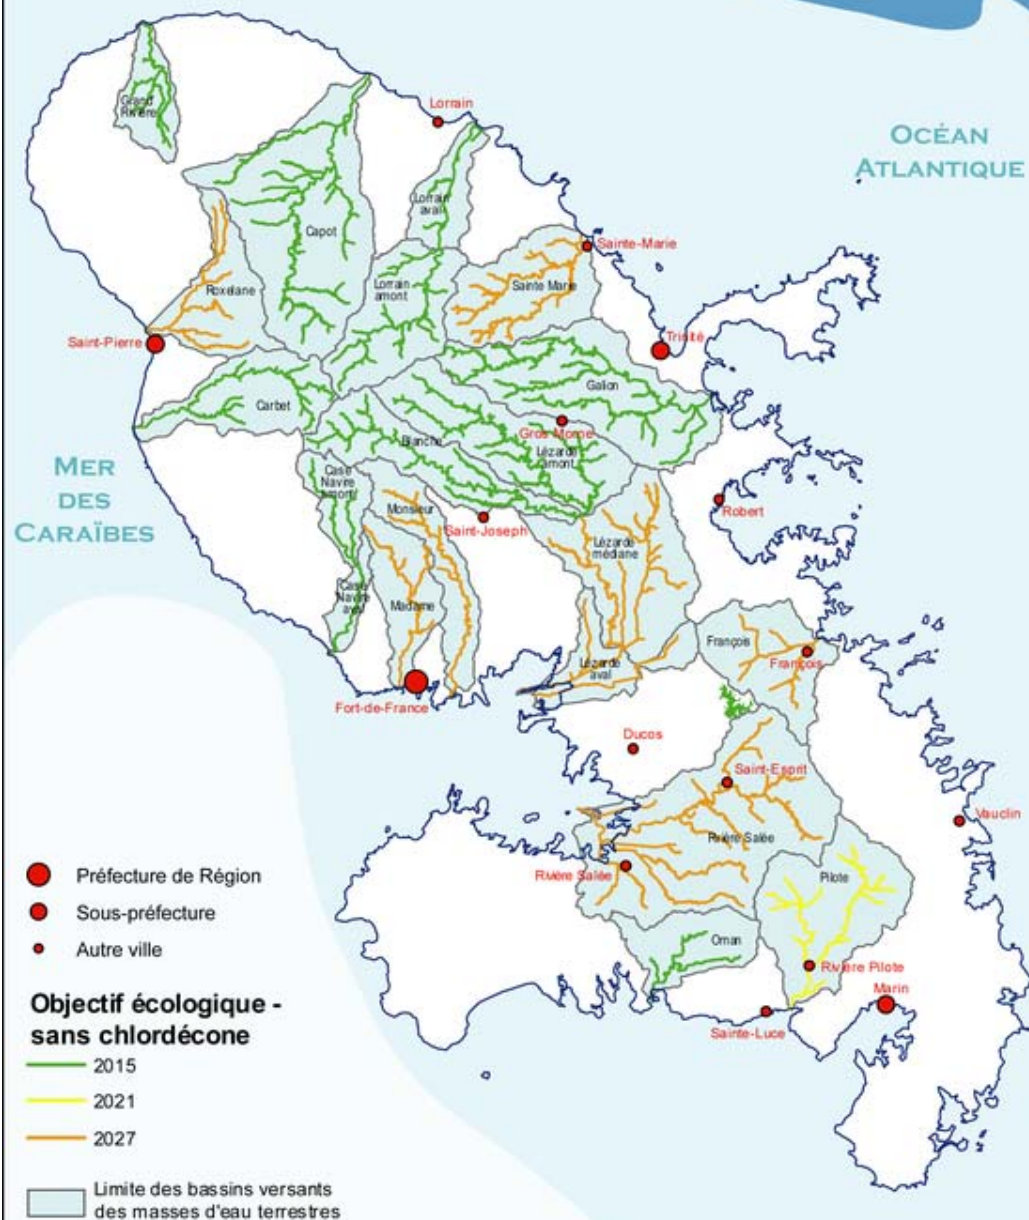 Lorrain
OCÉAN
ATLANTIQUE
Grand
Rivière
Lorrain
aval
Capot
Sainte-Marie
Lorrain
amont
Sainte Marie
Roxelane
Saint-Pierre
Trinité
Galion
Carbet
Gros Morne
Blanche
Lézarde
amont
MER
DES
CARAÏBES
Case
Navire
amont
Monsieur
Saint-Joseph
Robert
Lézarde
médiane
Case
Navire
aval
Madame
François
François
Lézarde
aval
Fort-de-France
Ducos
Saint-Esprit
Vauclin
Rivière Salée
Rivière Salée
Pilote
Oman
Rivière Pilote
Marin
Sainte-Luce
Préfecture de Région
Sous-préfecture
Autre ville
Objectif écologique -
sans chlordécone
2015
2021
2027
Limite des bassins versants
des masses d'eau terrestres